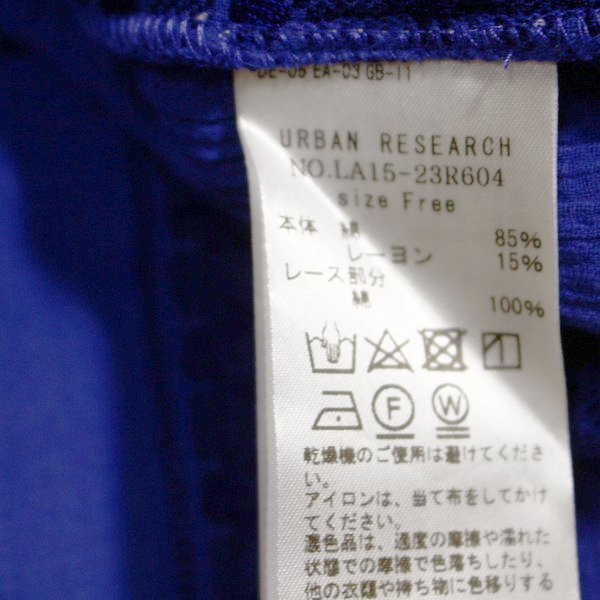 DE-06 EA-03 GB-11
URBAN RESEARCH
NO.LA15-23R604
size Free
本体 綿 85%
レーヨン 15%
レース部分
綿 100%
F W
乾燥機のご使用は避けてくださ
い。
アイロンは、当て布をしてかけ
てください。
濃色品は、過度の摩擦や濡れた
状態での摩擦で色落ちしたり、
他の衣類や持ち物に色移りする